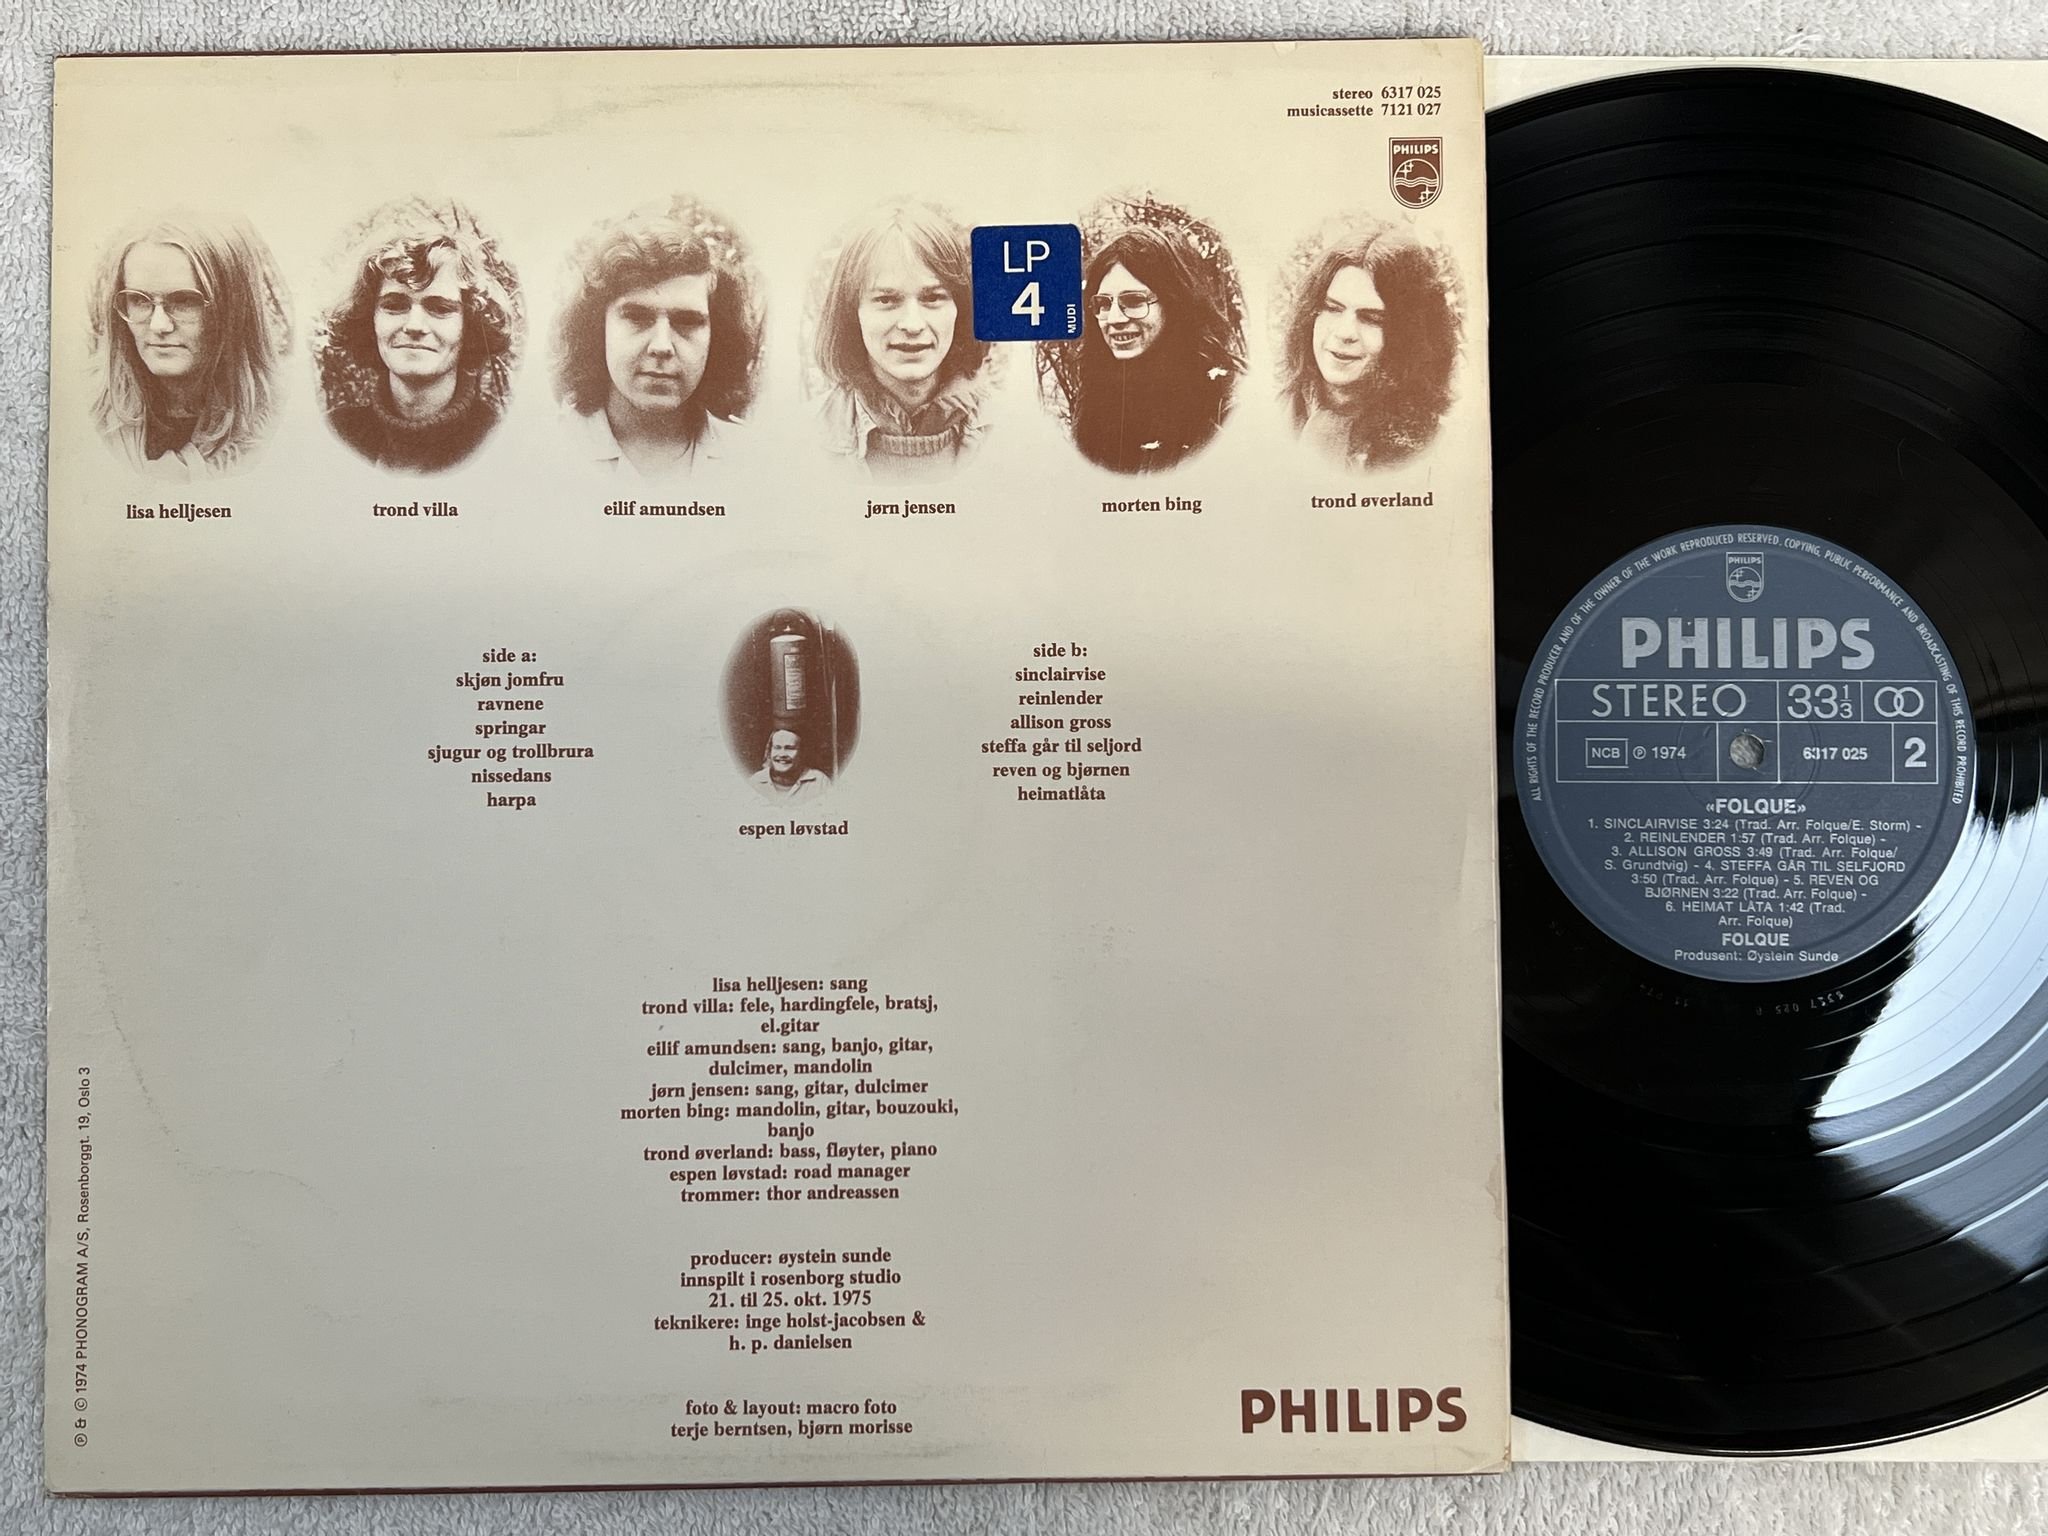 stereo 6317 025
musicassette 7121 027
PHILIPS
LP
4
MUDI
lisa helljesen
trond villa
eilif amundsen
jørn jensen
morten bing
trond øverland
side a:
skjøn jomfru
ravnene
springar
sjugur og trollbrura
nissedans
harpa
espen løvstad
side b:
sinclairvise
reinlender
allison gross
steffa går til seljord
reven og bjørnen
heimatlåta
lisa helljesen: sang
trond villa: fele, hardingfele, bratsj,
el.gitar
eilif amundsen: sang, banjo, gitar,
dulcimer, mandolin
jørn jensen: sang, gitar, dulcimer
morten bing: mandolin, gitar, bouzouki,
banjo
trond øverland: bass, fløyter, piano
espen løvstad: road manager
trommer: thor andreassen
producer: øystein sunde
innspilt i rosenborg studio
21. til 25. okt. 1975
teknikere: inge holst-jacobsen &
h. p. danielsen
foto & layout: macro foto
terje berntsen, bjørn morisse
PHILIPS
℗ & © 1974 PHONOGRAM A/S, Rosenborggt. 19, Oslo 3
ALL RIGHTS OF THE RECORD PRODUCER AND OF THE OWNER OF THE WORK REPRODUCED RESERVED. COPYING, PUBLIC PERFORMANCE AND BROADCASTING OF THIS RECORD PROHIBITED
PHILIPS
PHILIPS
STEREO 33 1/3
NCB ℗ 1974 6317 025 2
«FOLQUE»
1. SINCLAIRVISE 3:24 (Trad. Arr. Folque/E. Storm) -
2. REINLENDER 1:57 (Trad. Arr. Folque) -
3. ALLISON GROSS 3:49 (Trad. Arr. Folque/
S. Grundtvig) - 4. STEFFA GÅR TIL SELFJORD
3:50 (Trad. Arr. Folque) - 5. REVEN OG
BJØRNEN 3:22 (Trad. Arr. Folque) -
6. HEIMAT LÅTA 1:42 (Trad.
Arr. Folque)
FOLQUE
Produsent: Øystein Sunde